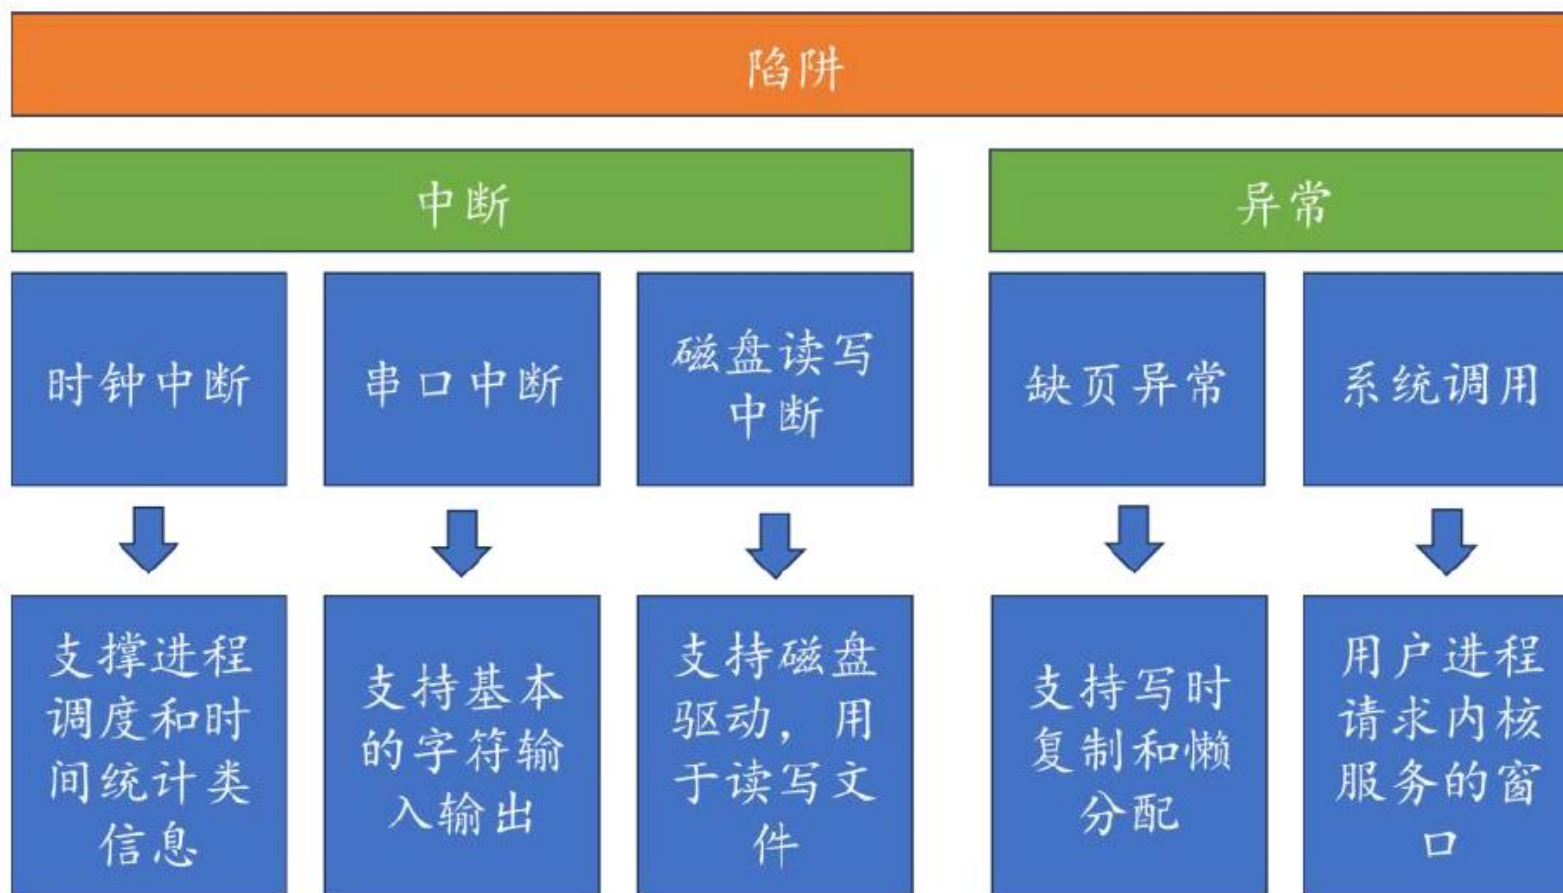 陷阱
中断
异常
时钟中断
串口中断
磁盘读写
中断
缺页异常
系统调用
支撑进程
调度和时
间统计类
信息
支持基本
的字符输
入输出
支持磁盘
驱动，用
于读写文
件
支持写时
复制和懒
分配
用户进程
请求内核
服务的窗
口